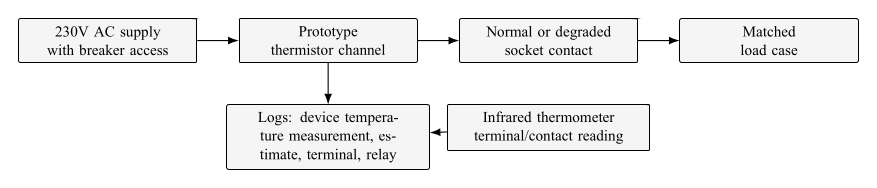 230V AC supply
with breaker access
Prototype
thermistor channel
Normal or degraded
socket contact
Matched
load case
Logs: device tempera-
ture measurement, es-
timate, terminal, relay
Infrared thermometer
terminal/contact reading